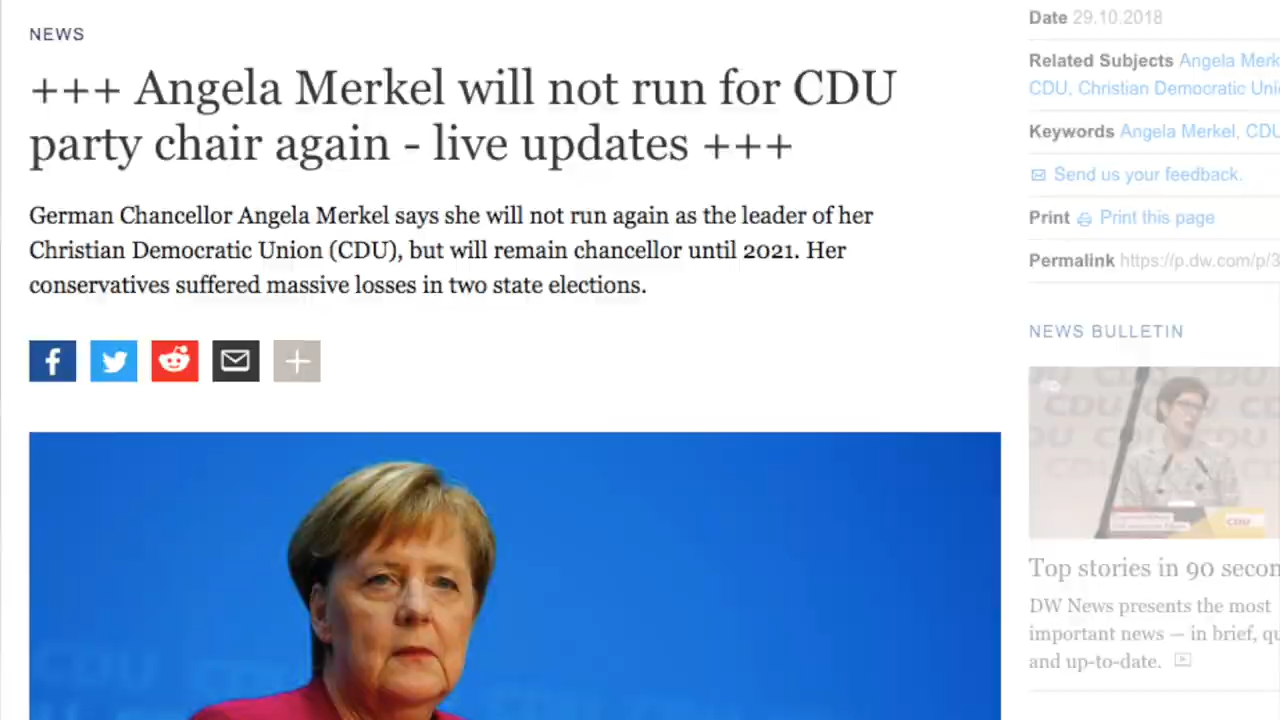 NEWS
+++ Angela Merkel will not run for CDU
party chair again - live updates +++
German Chancellor Angela Merkel says she will not run again as the leader of her
Christian Democratic Union (CDU), but will remain chancellor until 2021. Her
conservatives suffered massive losses in two state elections.
Date 29.10.2018
Related Subjects Angela Merk
CDU, Christian Democratic Uni
Keywords Angela Merkel, CDU
Send us your feedback.
Print Print this page
Permalink https://p.dw.com/p/3
NEWS BULLETIN
CDU
Top stories in 90 secon
DW News presents the most
important news — in brief, qu
and up-to-date.